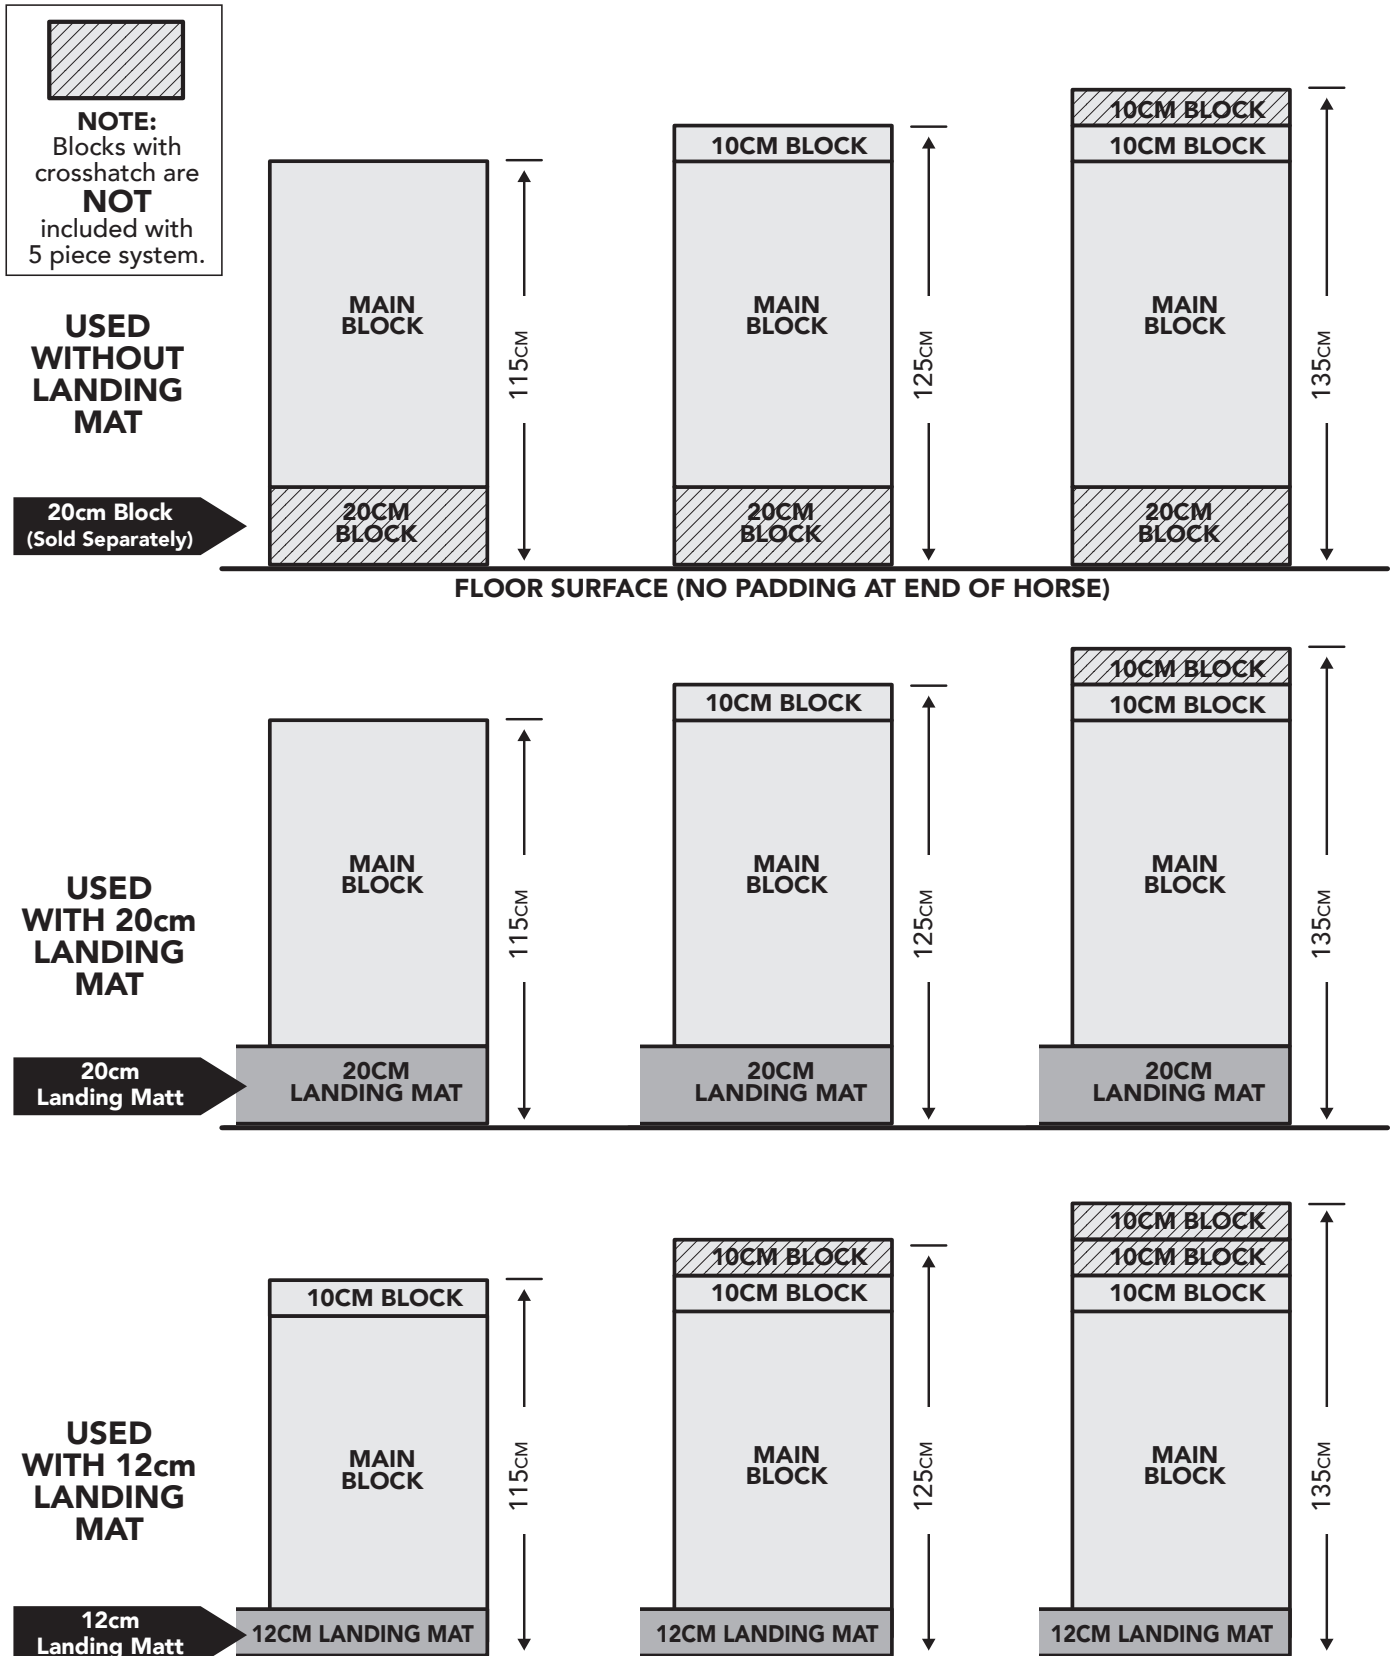 NOTE:
Blocks with
crosshatch are
NOT
included with
5 piece system.
USED
WITHOUT
LANDING
MAT
20cm Block
(Sold Separately)
MAIN
BLOCK
20CM
BLOCK
115CM
10CM BLOCK
MAIN
BLOCK
20CM
BLOCK
125CM
10CM BLOCK
10CM BLOCK
MAIN
BLOCK
20CM
BLOCK
135CM
FLOOR SURFACE (NO PADDING AT END OF HORSE)
USED
WITH 20cm
LANDING
MAT
20cm
Landing Matt
MAIN
BLOCK
20CM
LANDING MAT
115CM
10CM BLOCK
MAIN
BLOCK
20CM
LANDING MAT
125CM
10CM BLOCK
10CM BLOCK
MAIN
BLOCK
20CM
LANDING MAT
135CM
USED
WITH 12cm
LANDING
MAT
12cm
Landing Matt
10CM BLOCK
MAIN
BLOCK
12CM LANDING MAT
115CM
10CM BLOCK
10CM BLOCK
MAIN
BLOCK
12CM LANDING MAT
125CM
10CM BLOCK
10CM BLOCK
10CM BLOCK
MAIN
BLOCK
12CM LANDING MAT
135CM